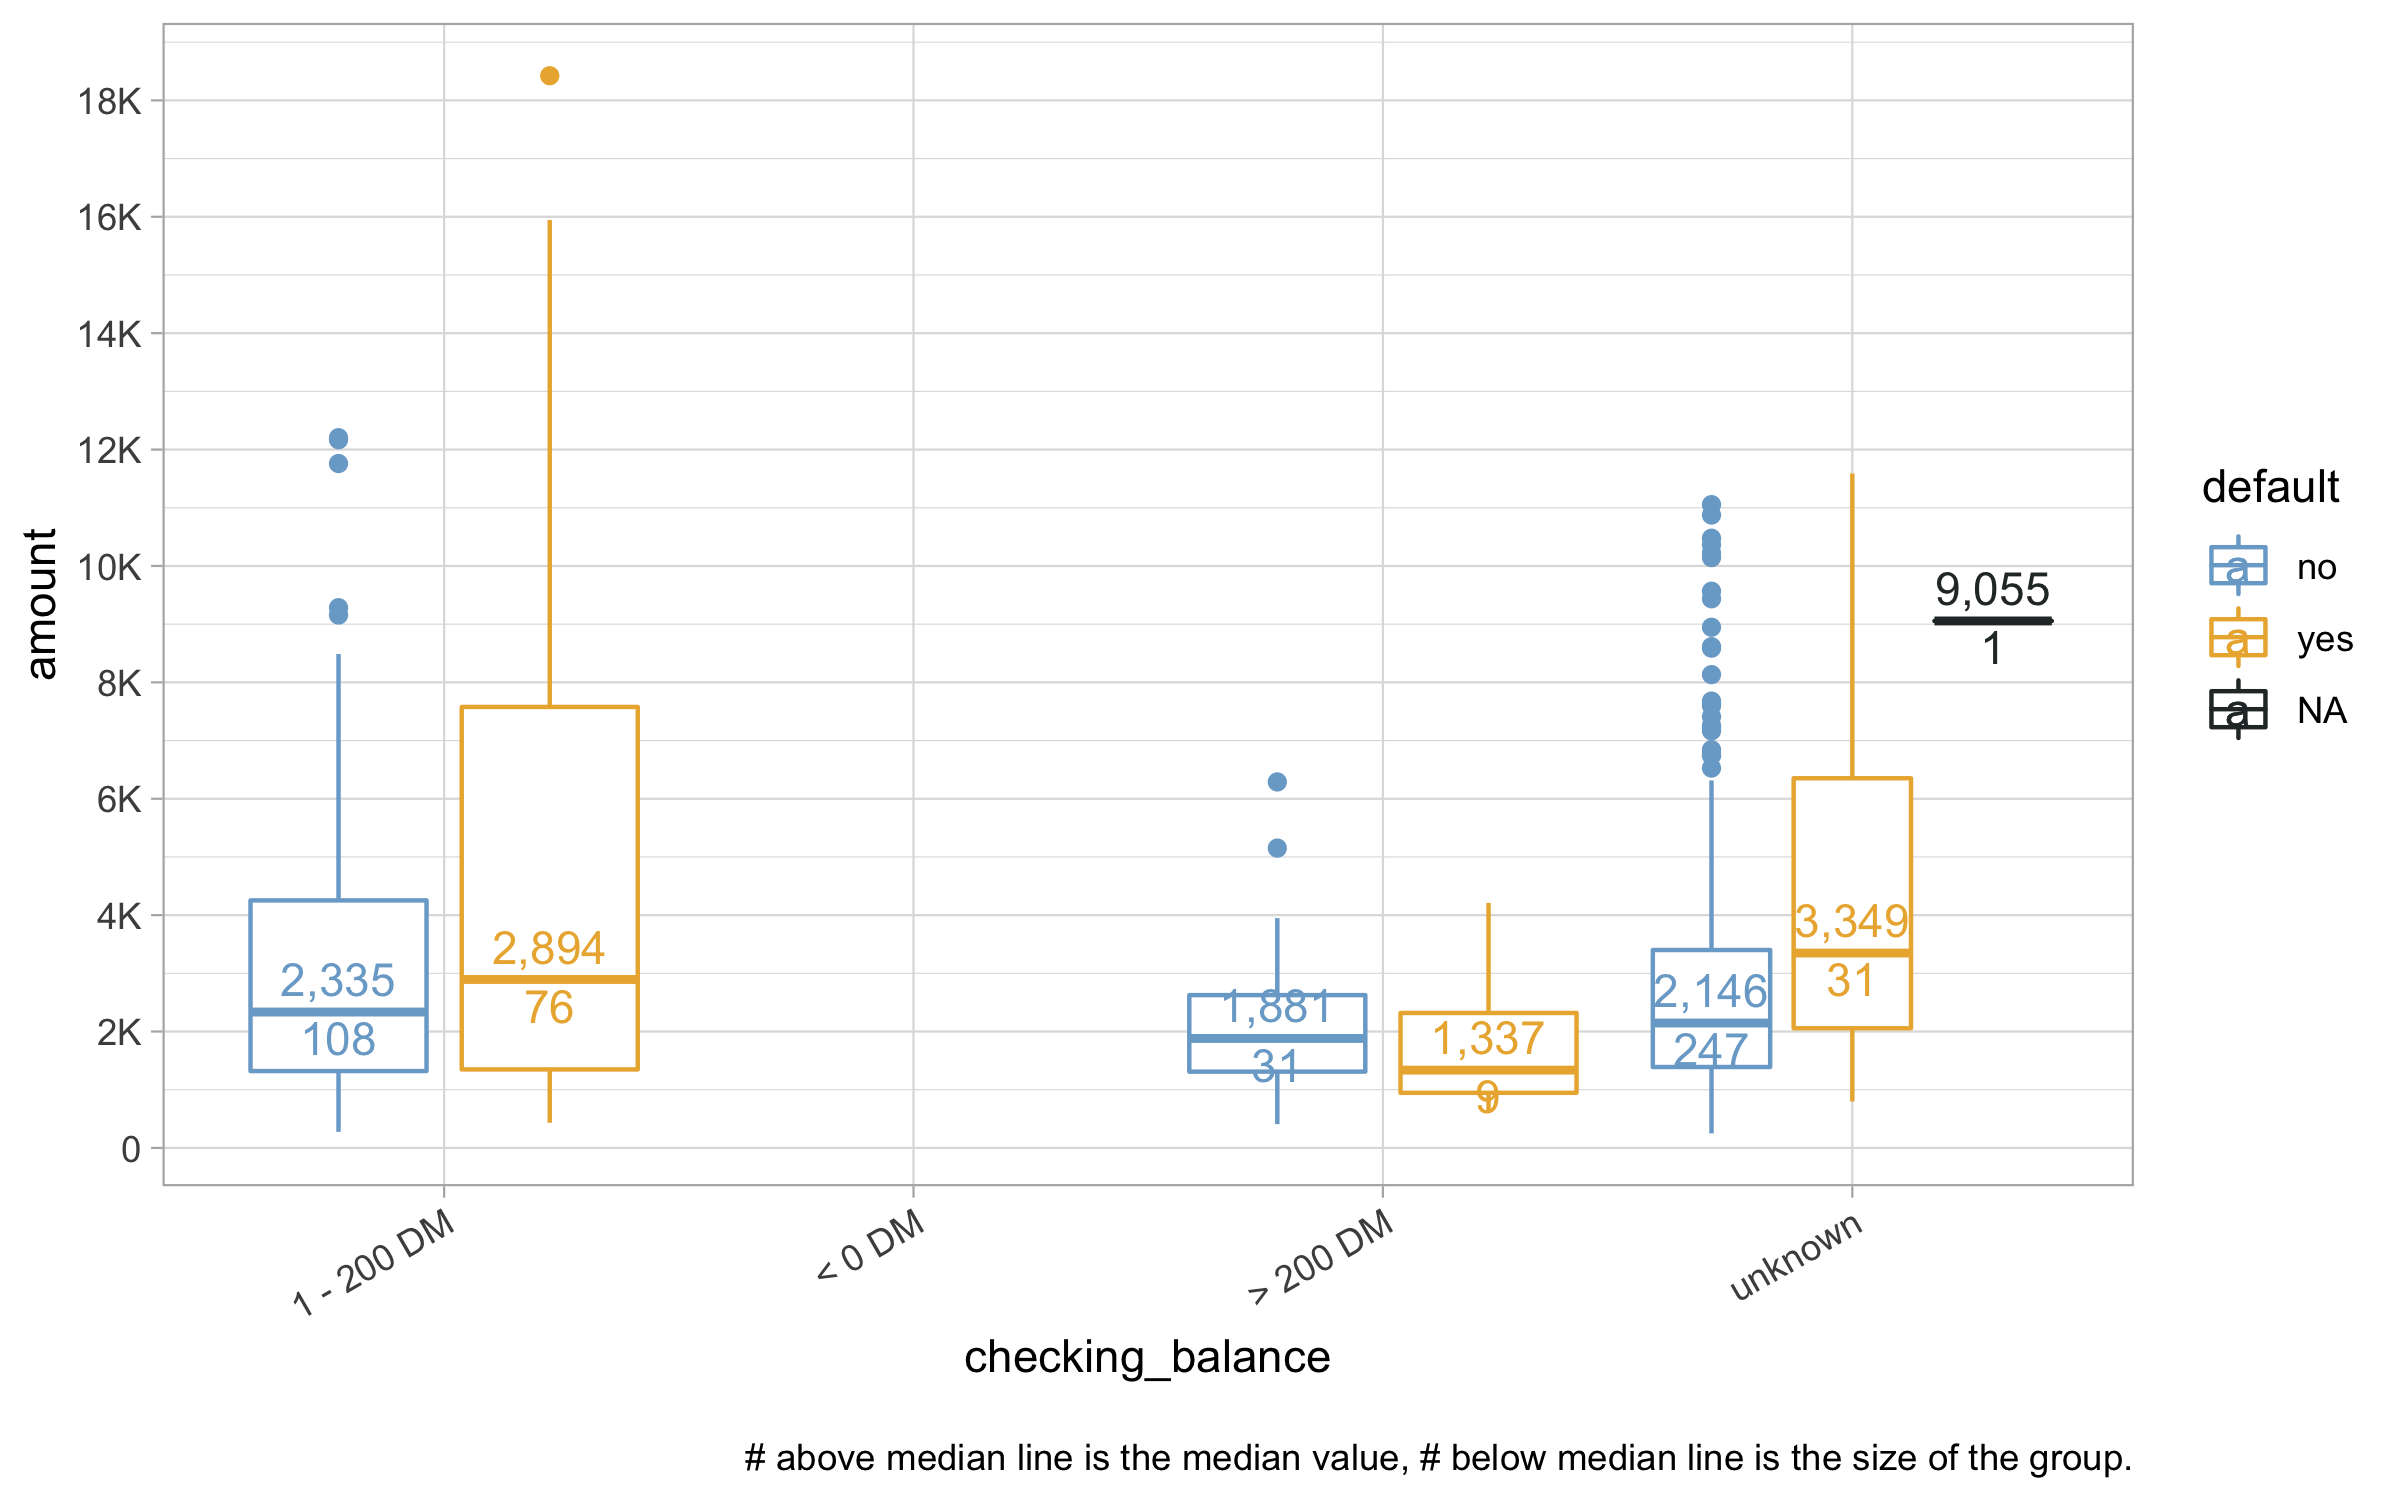 18K
16K
14K
12K
10K
8K
6K
4K
2K
0
amount
2,335
108
2,894
76
1,881
31
1,337
9
2,146
247
3,349
31
9,055
1
1 - 200 DM
< 0 DM
> 200 DM
unknown
checking_balance
default
a no
a yes
a NA
# above median line is the median value, # below median line is the size of the group.